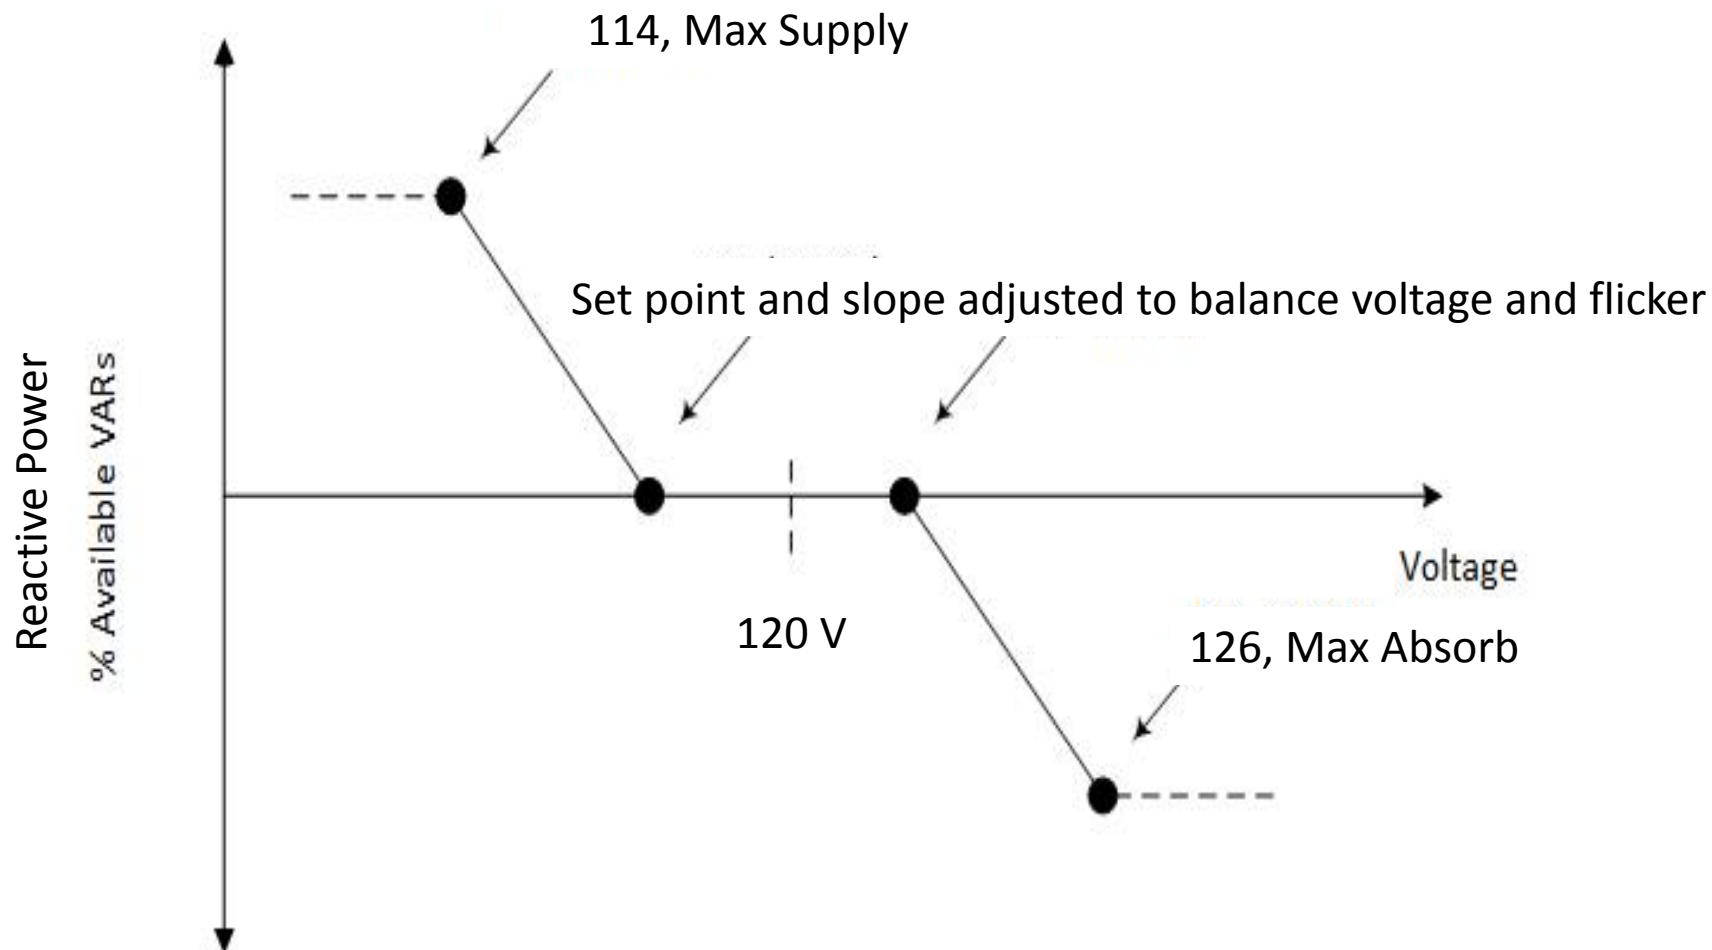 114, Max Supply
Set point and slope adjusted to balance voltage and flicker
Reactive Power
% Available VARs
Voltage
120 V
126, Max Absorb